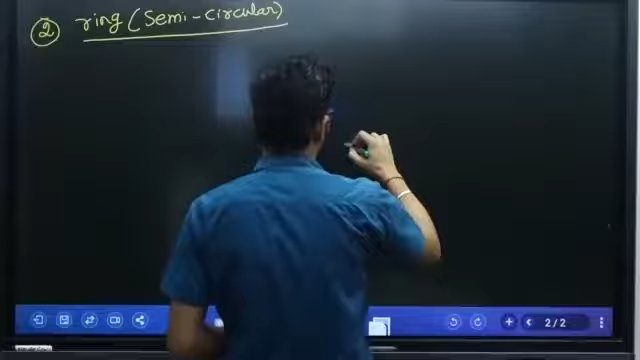 ② ring (Semi-Circular)
2/2